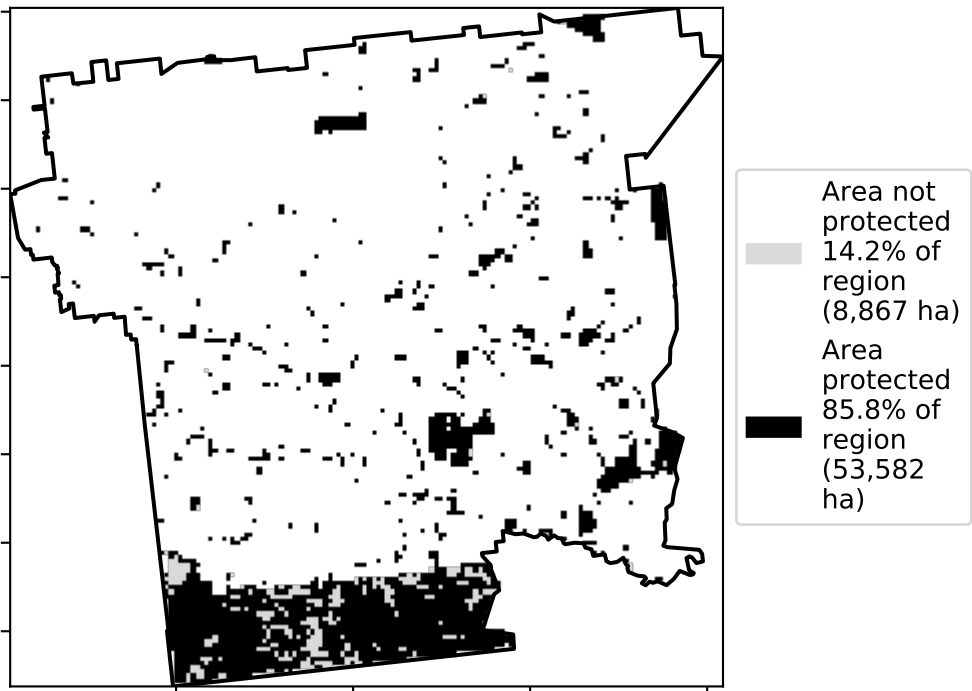 Area not
protected
14.2% of
region
(8,867 ha)
Area
protected
85.8% of
region
(53,582
ha)